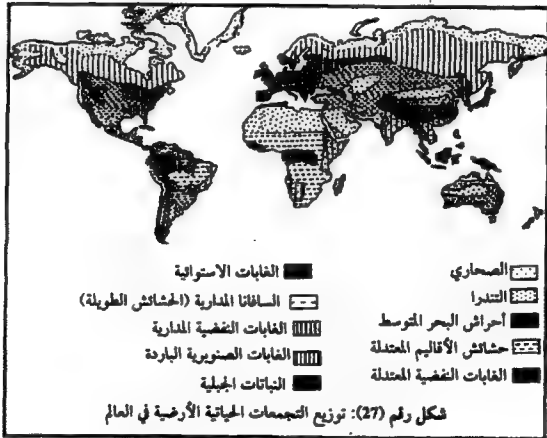 الصحاري
التندرا
أحراش البحر المتوسط
حشائش الأقاليم المعتدلة
الغابات النفضية المعتدلة
الغابات الاستوائية
السافانا المدارية (الحشائش الطويلة)
الغابات النفضية المدارية
الغابات الصنوبرية الباردة
النباتات الجبلية
شكل رقم (27): توزيع التجمعات الحياتية الأرضية في العالم